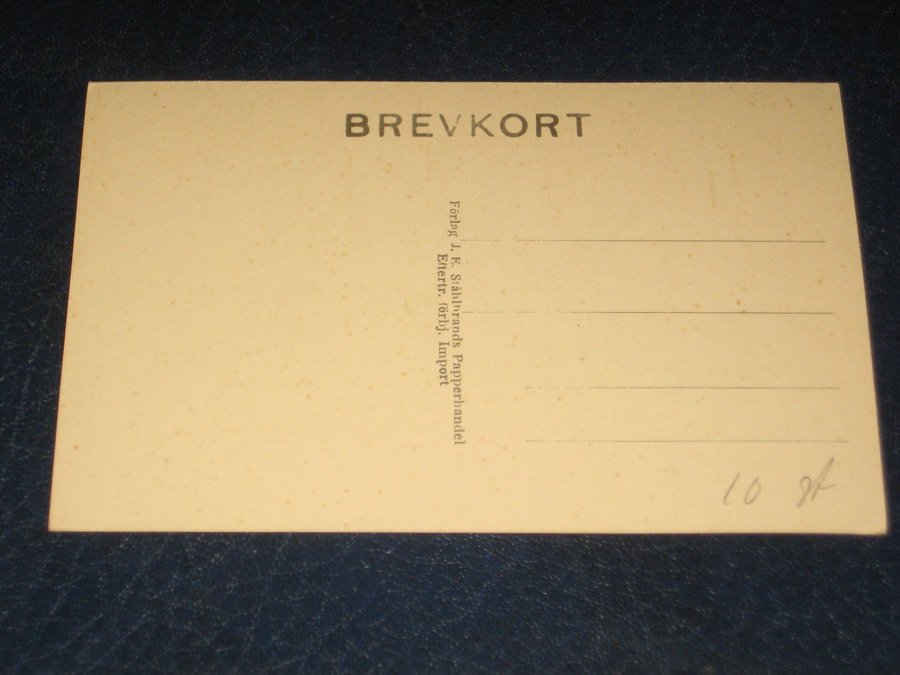 BREVKORT
Förlag J. E. Ståhlbrands Papperhandel
Eftertr. förbj. Import
10 st